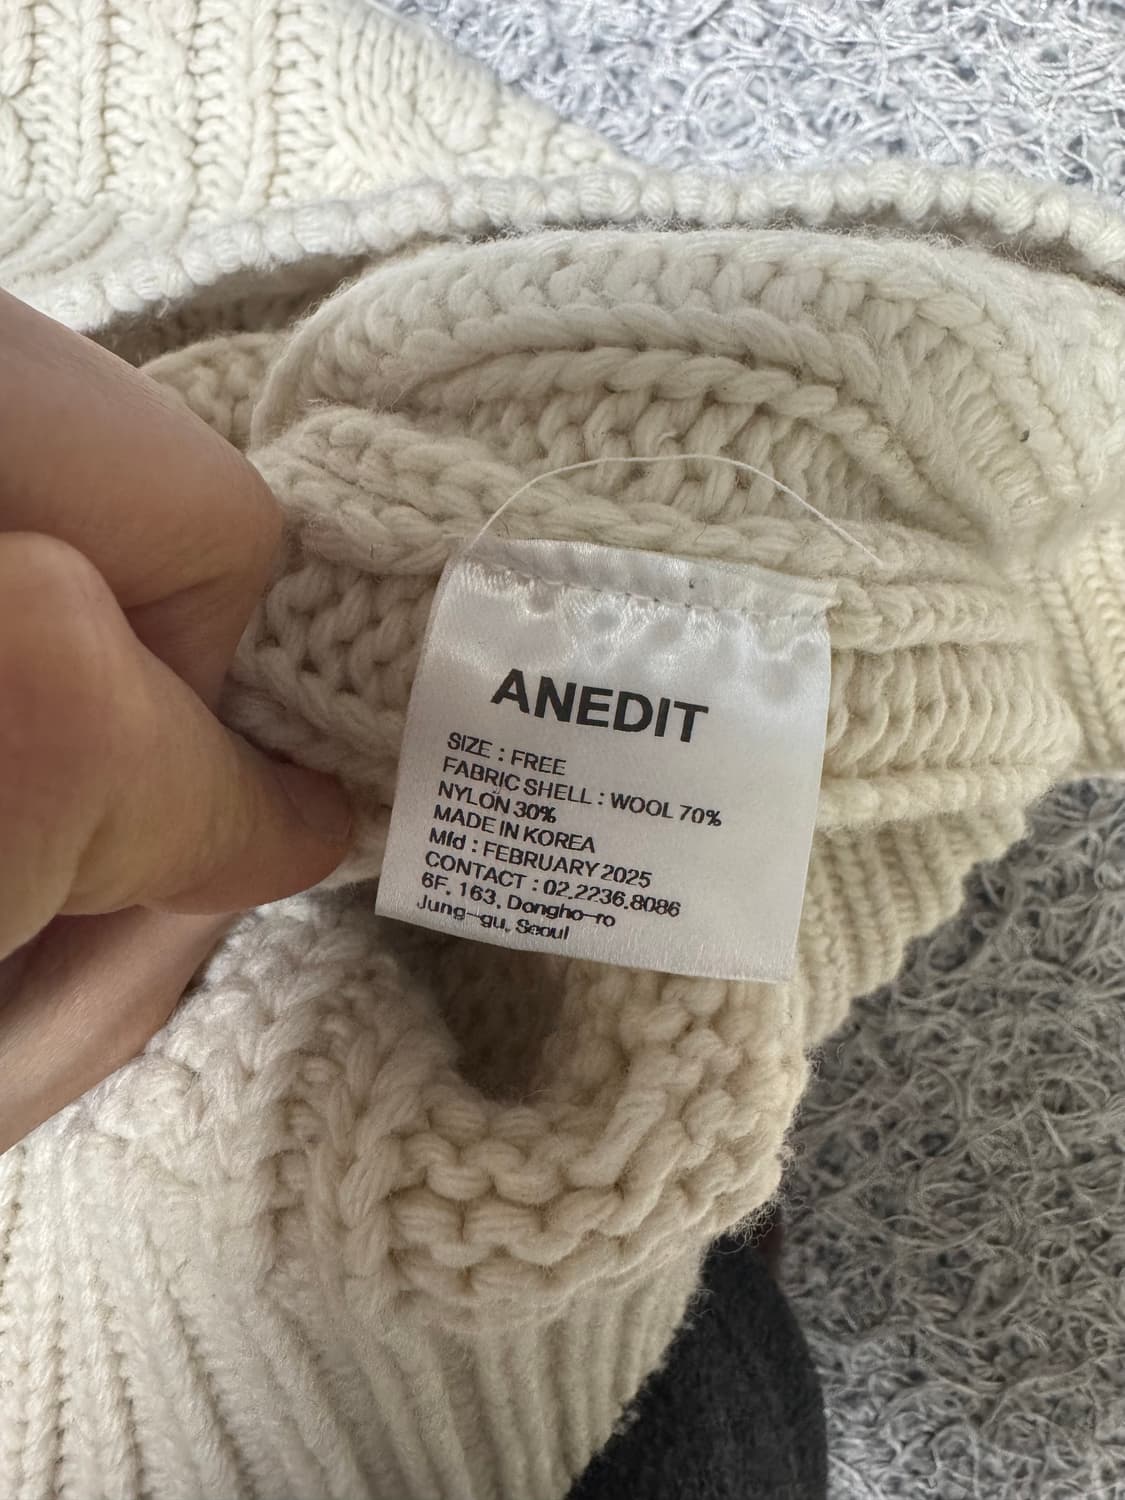 ANEDIT
SIZE : FREE
FABRIC SHELL : WOOL 70%
NYLON 30%
MADE IN KOREA
Mfd : FEBRUARY 2025
CONTACT : 02.2236.8086
6F, 163, Dongho-ro
Jung-gu, Seoul